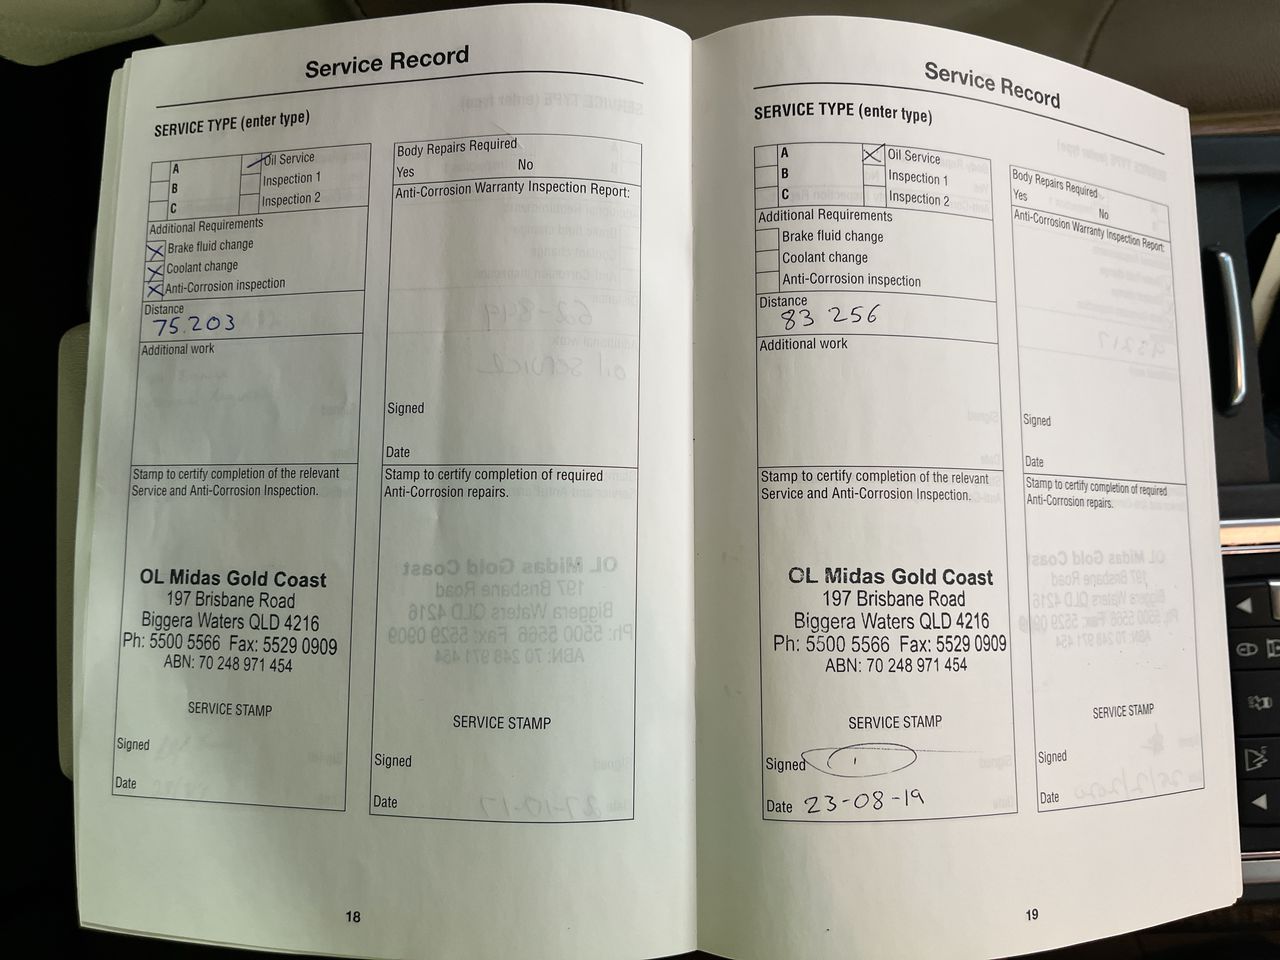 Service Record
SERVICE TYPE (enter type)
A
B
C
Oil Service
Inspection 1
Inspection 2
Additional Requirements
Brake fluid change
Coolant change
Anti-Corrosion inspection
Distance
75.203
Additional work
Stamp to certify completion of the relevant
Service and Anti-Corrosion Inspection.
OL Midas Gold Coast
197 Brisbane Road
Biggera Waters QLD 4216
Ph: 5500 5566 Fax: 5529 0909
ABN: 70 248 971 454
SERVICE STAMP
Signed
Date
Body Repairs Required
Yes No
Anti-Corrosion Warranty Inspection Report:
Signed
Date
Stamp to certify completion of required
Anti-Corrosion repairs.
SERVICE STAMP
Signed
Date
18
Service Record
SERVICE TYPE (enter type)
A
B
C
Oil Service
Inspection 1
Inspection 2
Additional Requirements
Brake fluid change
Coolant change
Anti-Corrosion inspection
Distance
83 256
Additional work
Stamp to certify completion of the relevant
Service and Anti-Corrosion Inspection.
OL Midas Gold Coast
197 Brisbane Road
Biggera Waters QLD 4216
Ph: 5500 5566 Fax: 5529 0909
ABN: 70 248 971 454
SERVICE STAMP
Signed
Date 23-08-19
Body Repairs Required
Yes No
Anti-Corrosion Warranty Inspection Report:
Signed
Date
Stamp to certify completion of required
Anti-Corrosion repairs.
SERVICE STAMP
Signed
Date
19